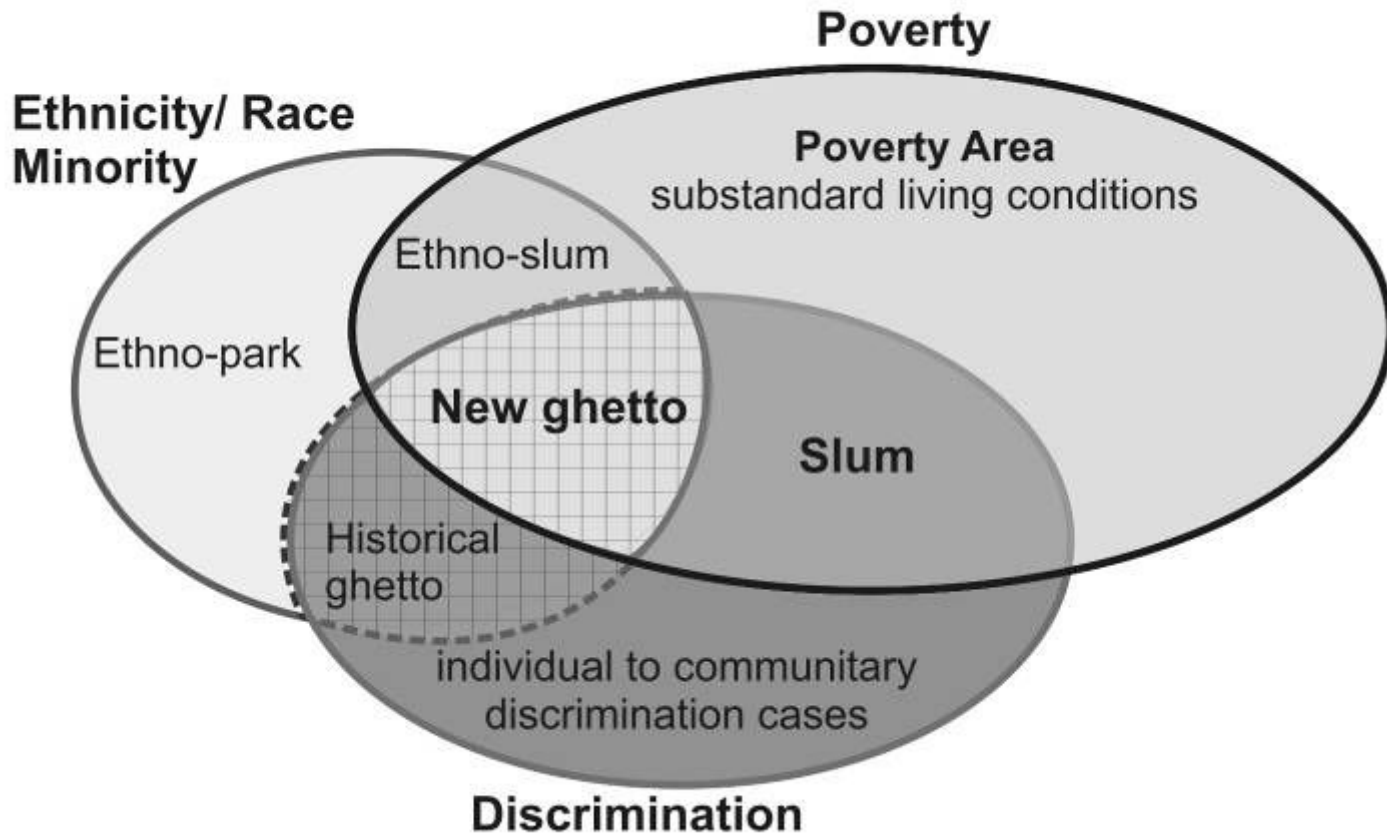 Poverty
Ethnicity/ Race
Minority
Poverty Area
substandard living conditions
Ethno-slum
Ethno-park
New ghetto
Slum
Historical
ghetto
individual to communitary
discrimination cases
Discrimination